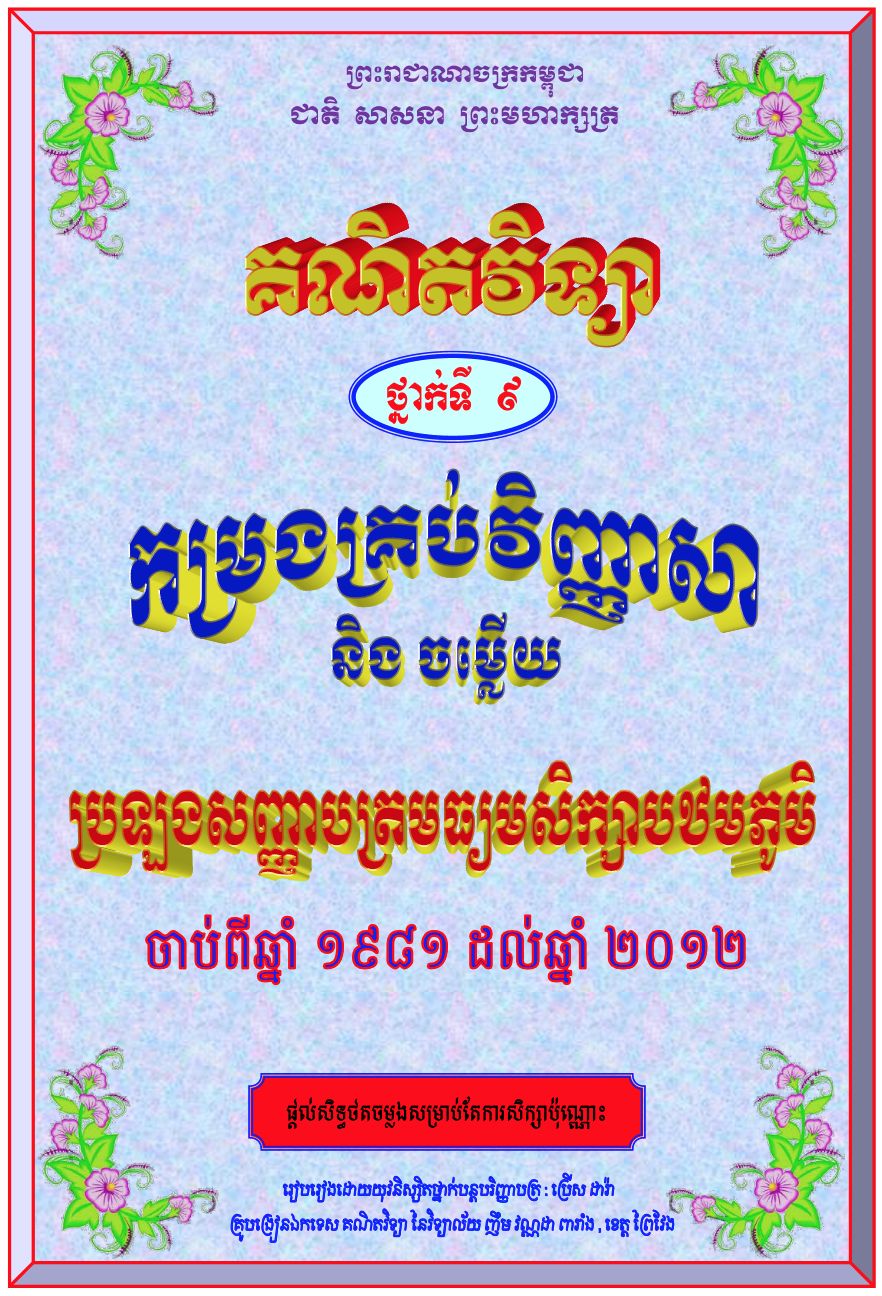 ព្រះរាជាណាចក្រកម្ពុជា
ជាតិ សាសនា ព្រះមហាក្សត្រ
គណិតវិទ្យា
ថ្នាក់ទី ៩
កម្រងគ្រប់វិញ្ញាសា
និង ចម្លើយ
ប្រឡងសញ្ញាបត្រមធ្យមសិក្សាបឋមភូមិ
ចាប់ពីឆ្នាំ ១៩៨១ ដល់ឆ្នាំ ២០១២
ផ្តល់សិទ្ធថតចម្លងសម្រាប់តែការសិក្សាប៉ុណ្ណោះ
រៀបរៀងដោយយុវនិស្សិតថ្នាក់បន្តបរិញ្ញាបត្រ : ប្រើស ដារ៉ា
គ្រូបង្រៀនឯកទេស គណិតវិទ្យា នៃវិទ្យាល័យ ញឹម វណ្ណដា ពារាំង , ខេត្ត ព្រៃវែង